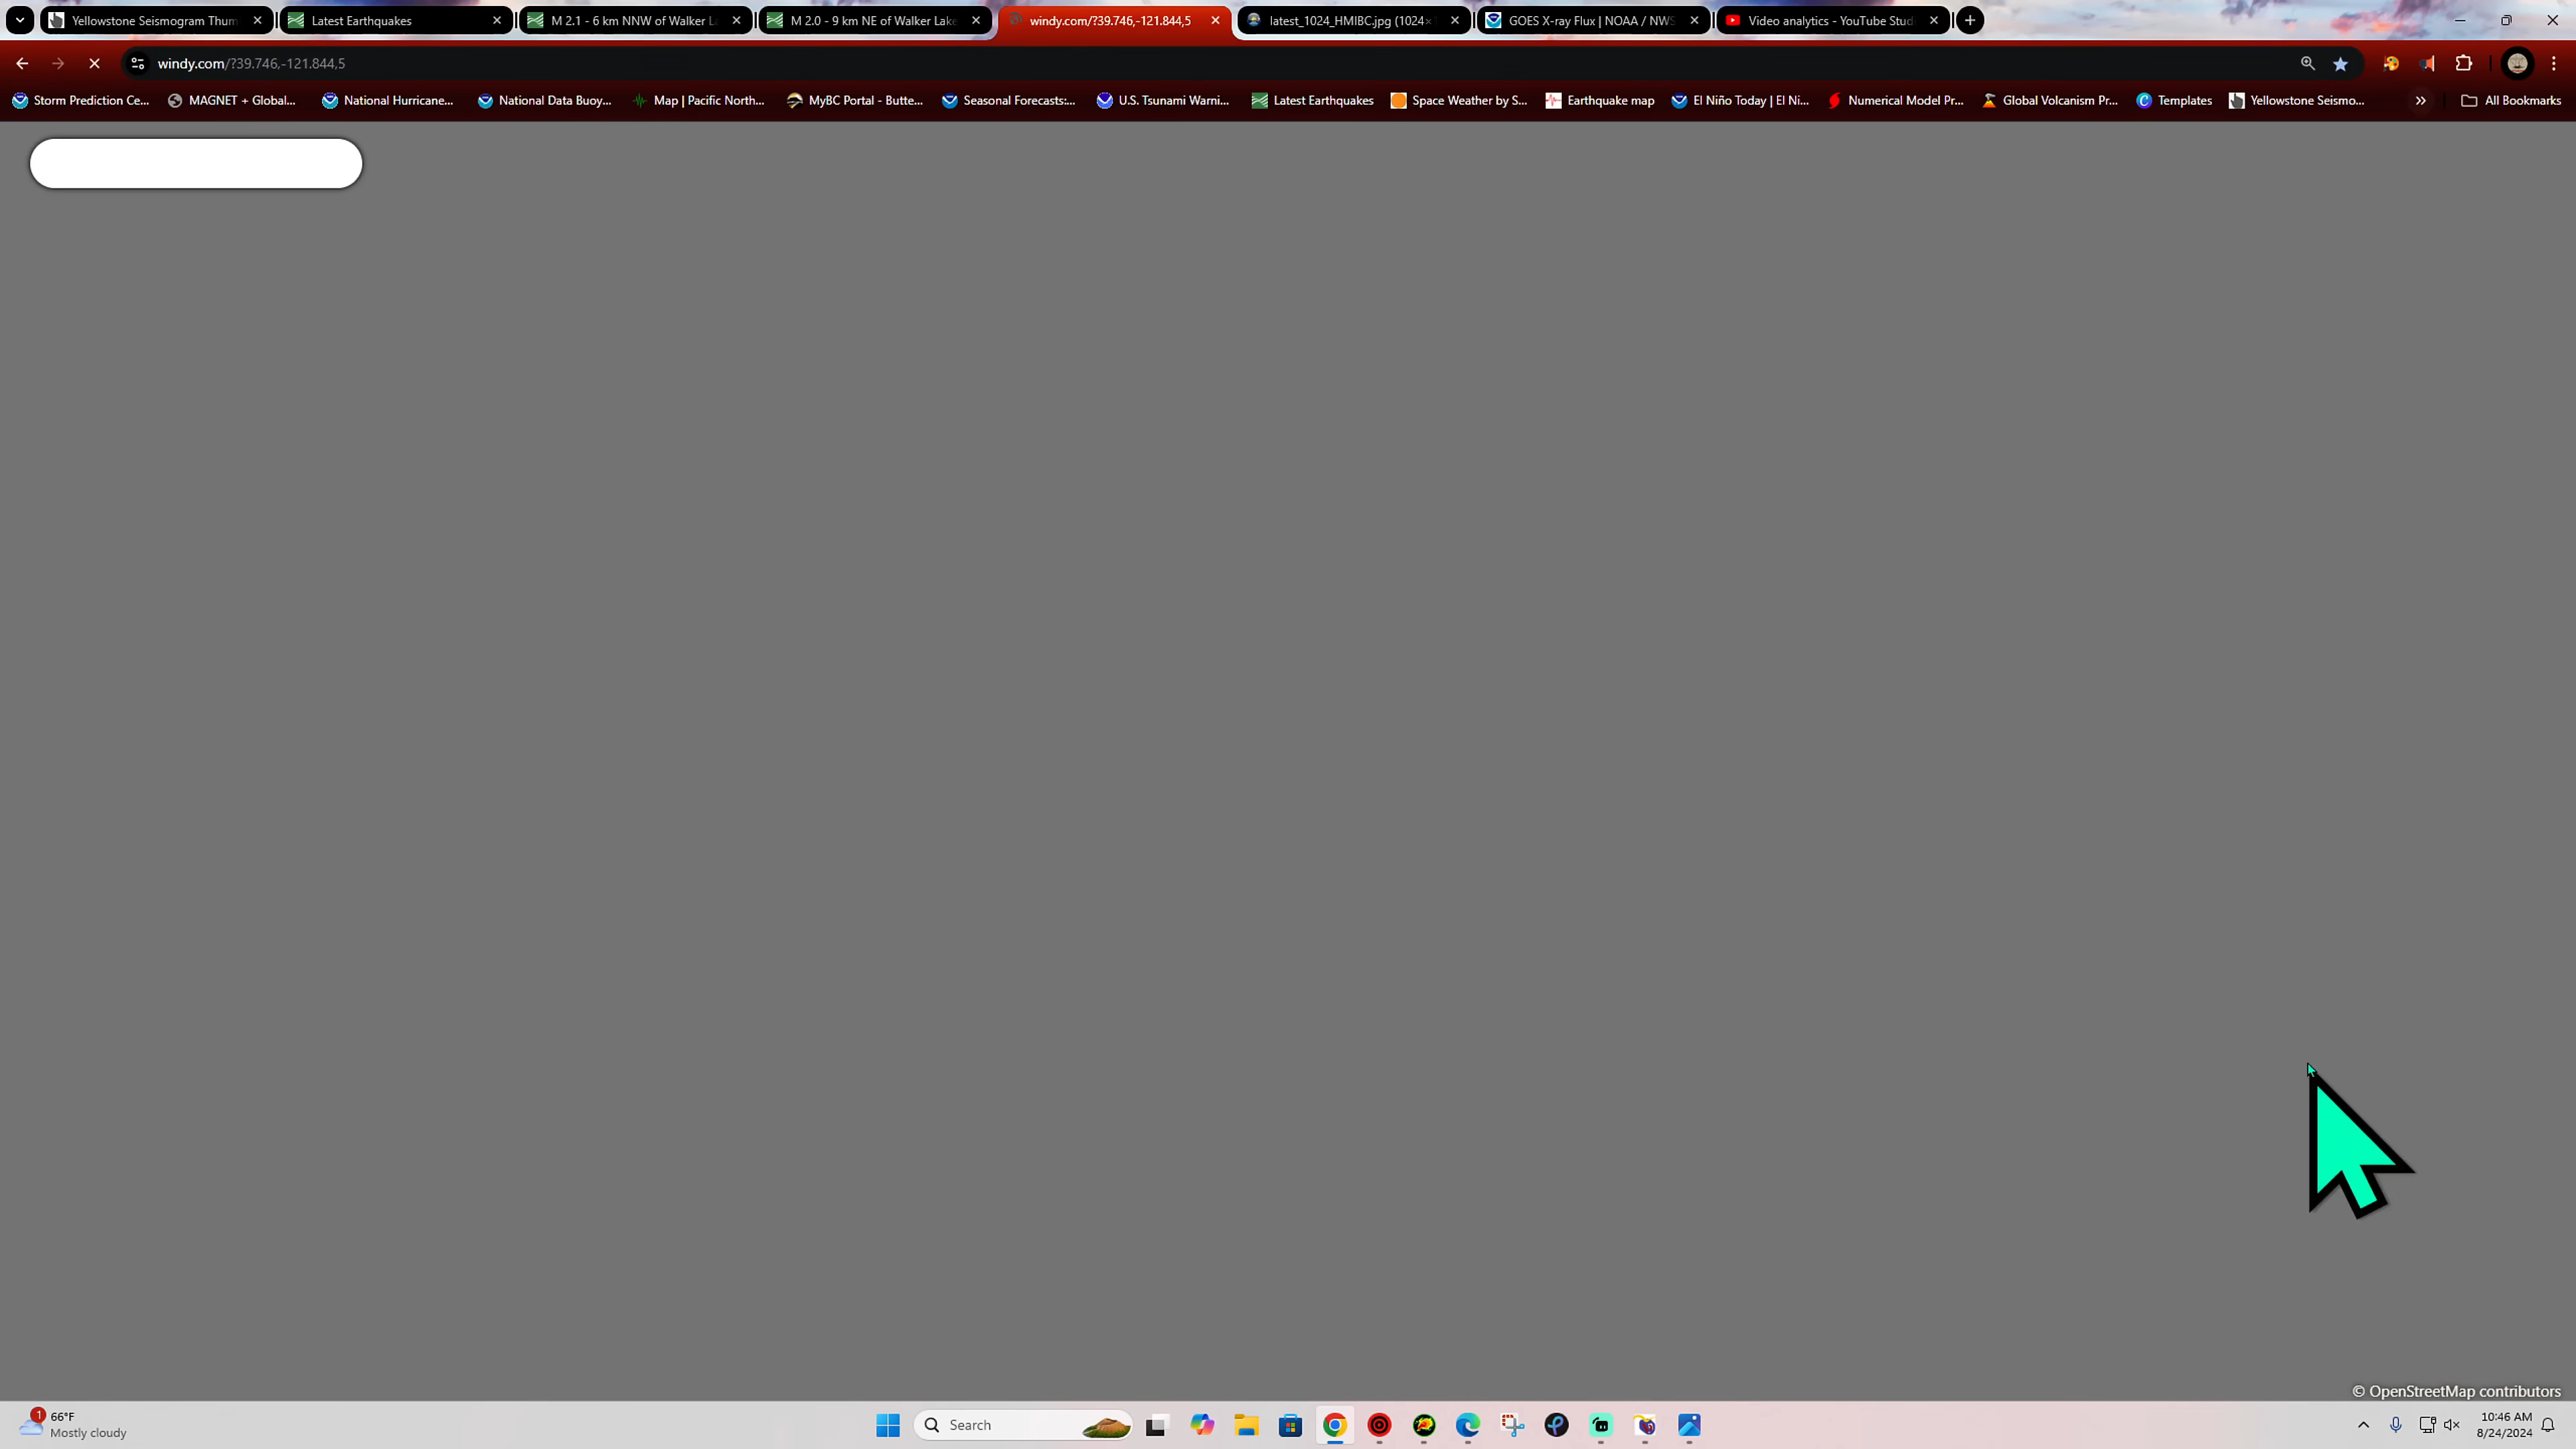 Yellowstone Seismogram Thum
Latest Earthquakes
M 2.1 - 6 km NNW of Walker L
M 2.0 - 9 km NE of Walker Lake
windy.com/?39.746,-121.844,5
latest_1024_HMIBC.jpg (1024×
GOES X-ray Flux | NOAA / NWS
Video analytics - YouTube Stud
windy.com/?39.746,-121.844,5
Storm Prediction Ce...
MAGNET + Global...
National Hurricane...
National Data Buoy...
Map | Pacific North...
MyBC Portal - Butte...
Seasonal Forecasts:...
U.S. Tsunami Warni...
Latest Earthquakes
Space Weather by S...
Earthquake map
El Niño Today | El Ni...
Numerical Model Pr...
Global Volcanism Pr...
Templates
Yellowstone Seismo...
All Bookmarks
© OpenStreetMap contributors
1
66°F
Mostly cloudy
Search
10:46 AM
8/24/2024